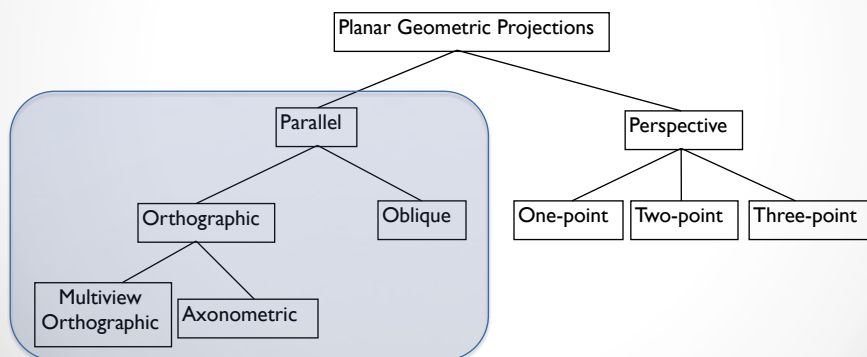 Planar Geometric Projections
Parallel
Perspective
Orthographic
Oblique
One-point
Two-point
Three-point
Multiview
Orthographic
Axonometric